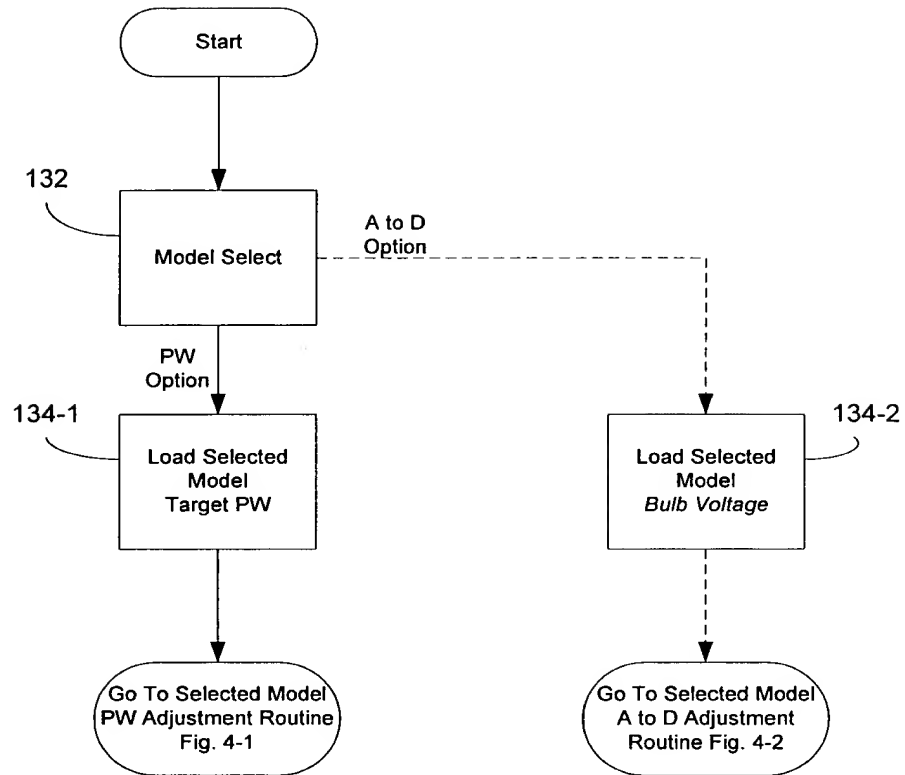 Start
132
Model Select
A to D
Option
PW
Option
134-1
Load Selected
Model
Target PW
134-2
Load Selected
Model
Bulb Voltage
Go To Selected Model
PW Adjustment Routine
Fig. 4-1
Go To Selected Model
A to D Adjustment
Routine Fig. 4-2